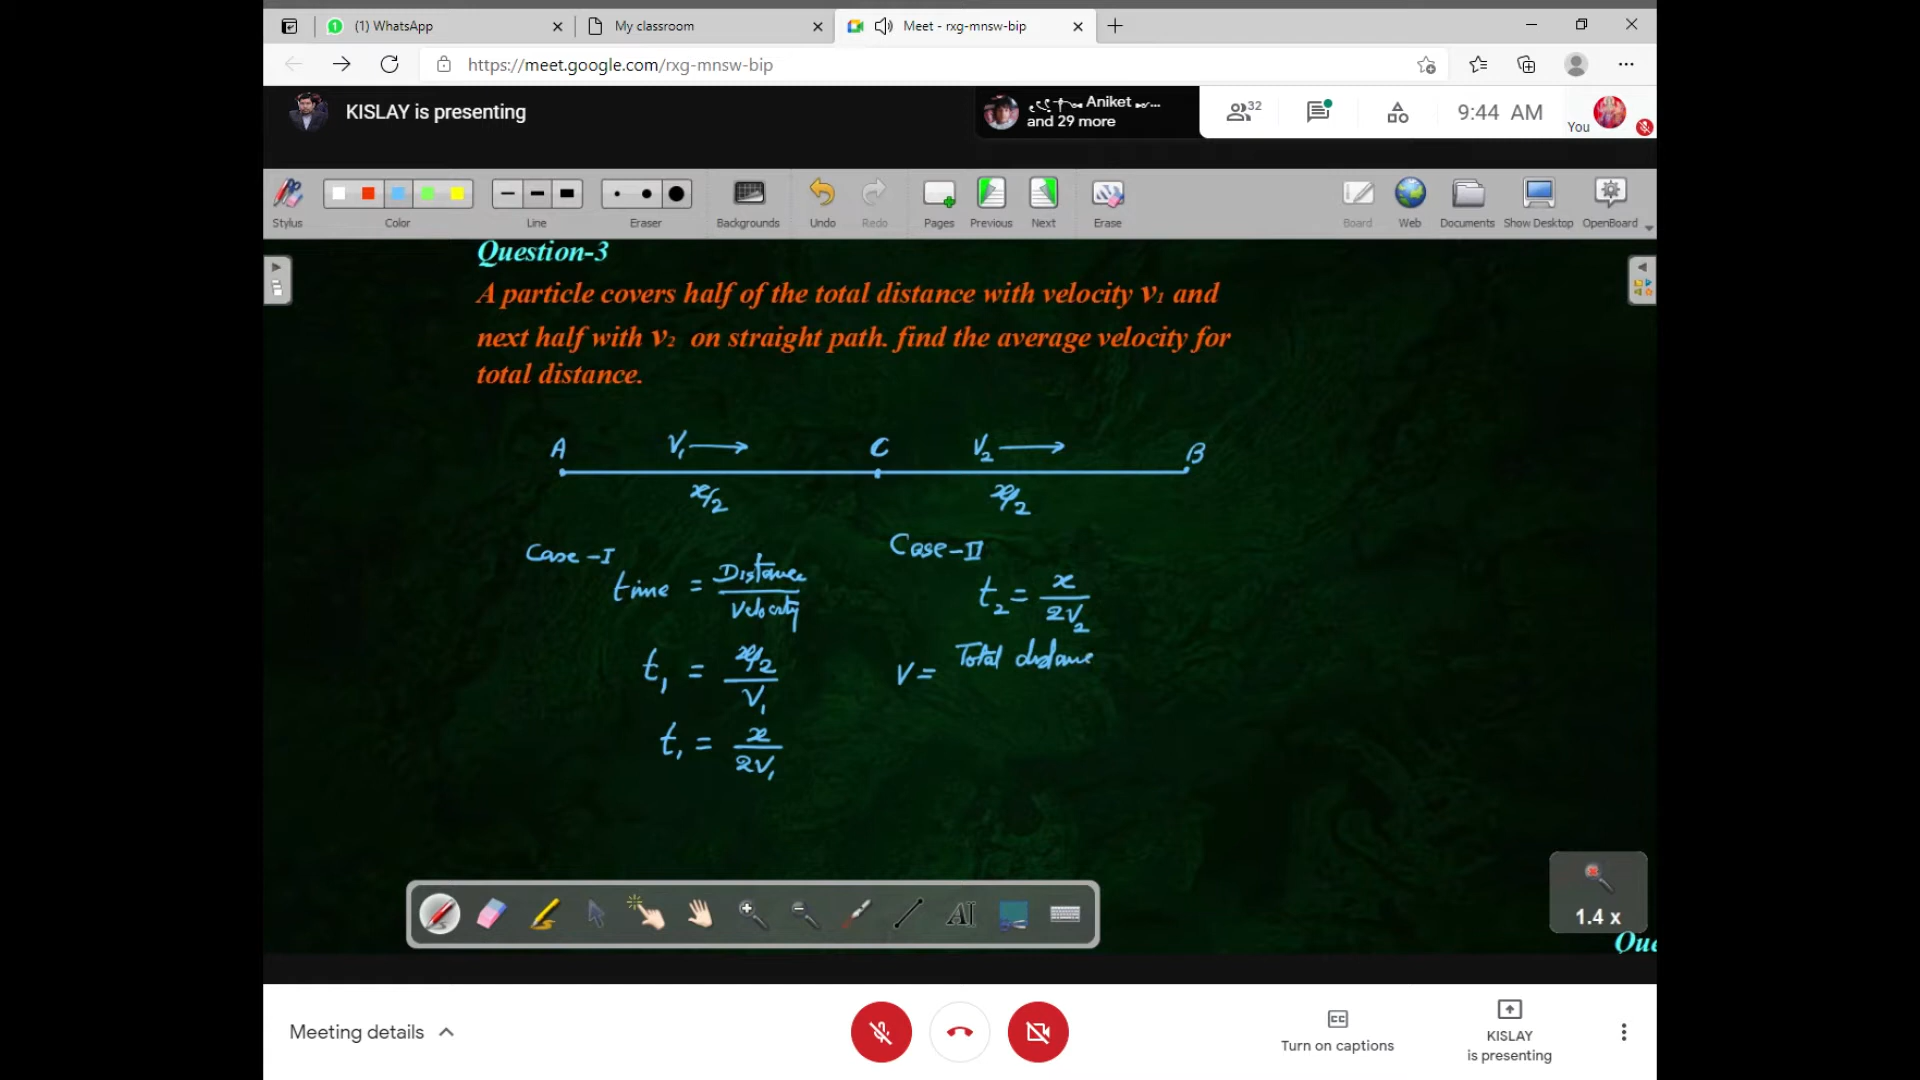 (1) WhatsApp
My classroom
Meet - rxg-mnsw-bip
https://meet.google.com/rxg-mnsw-bip
KISLAY is presenting
Aniket
and 29 more
32
9:44 AM
You
Stylus
Color
Line
Eraser
Backgrounds
Undo
Redo
Pages
Previous
Next
Erase
Board
Web
Documents
Show Desktop
OpenBoard
Question-3
A particle covers half of the total distance with velocity v₁ and
next half with v₂ on straight path. find the average velocity for
total distance.
A V₁ → C V₂ → B
x/2 x/2
Case-I
time = Distance / Velocity
t₁ = x/2 / V₁
t₁ = x / 2V₁
Case-II
t₂ = x / 2V₂
V = Total distance
1.4 x
Que
Meeting details
Turn on captions
KISLAY
is presenting